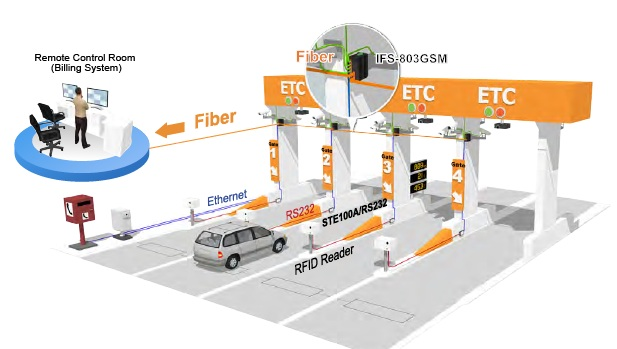 Remote Control Room
(Billing System)
Fiber
IFS-803GSM
ETC
ETC
ETC
Fiber
Gate
1
Gate
2
Gate
3
Gate
4
Ethernet
RS232
STE100A/RS232
RFID Reader